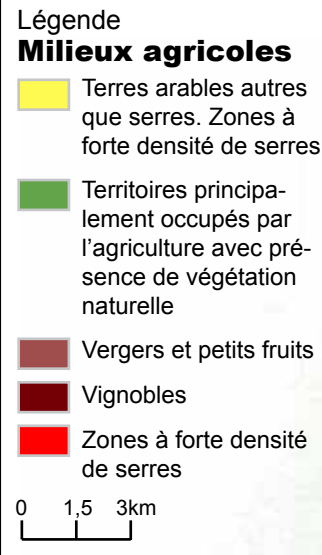 Légende
Milieux agricoles
Terres arables autres
que serres. Zones à
forte densité de serres
Territoires principa-
lement occupés par
l'agriculture avec pré-
sence de végétation
naturelle
Vergers et petits fruits
Vignobles
Zones à forte densité
de serres
0 1,5 3km